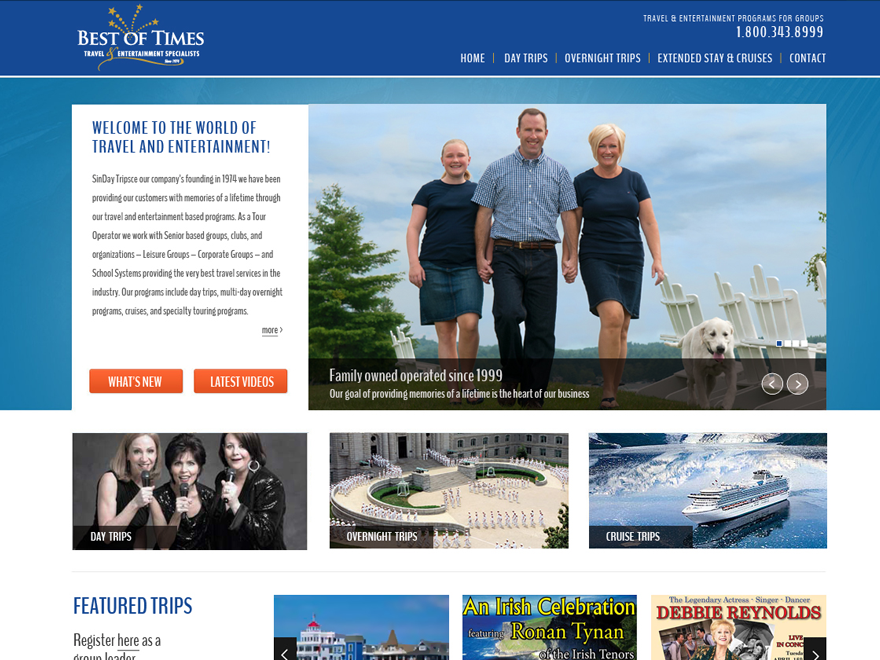 TRAVEL & ENTERTAINMENT PROGRAMS FOR GROUPS
1.800.343.8999
BEST OF TIMES
TRAVEL & ENTERTAINMENT SPECIALISTS
Since 1974
HOME | DAY TRIPS | OVERNIGHT TRIPS | EXTENDED STAY & CRUISES | CONTACT
WELCOME TO THE WORLD OF
TRAVEL AND ENTERTAINMENT!
SinDay Tripsce our company's founding in 1974 we have been
providing our customers with memories of a lifetime through
our travel and entertainment based programs. As a Tour
Operator we work with Senior based groups, clubs, and
organizations – Leisure Groups – Corporate Groups – and
School Systems providing the very best travel services in the
industry. Our programs include day trips, multi-day overnight
programs, cruises, and specialty touring programs.
more >
WHAT'S NEW
LATEST VIDEOS
Family owned operated since 1999
Our goal of providing memories of a lifetime is the heart of our business
DAY TRIPS
OVERNIGHT TRIPS
CRUISE TRIPS
FEATURED TRIPS
Register here as a
group leader
An Irish Celebration
featuring Ronan Tynan
of the Irish Tenors
The Legendary Actress · Singer · Dancer
DEBBIE REYNOLDS
LIVE
IN CONC
Tuesda